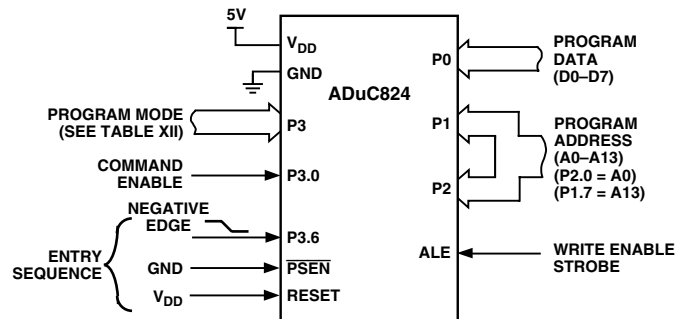 5V
VDD
GND
ADuC824
P0
PROGRAM
DATA
(D0–D7)
PROGRAM MODE
(SEE TABLE XII)
P3
P1
PROGRAM
ADDRESS
(A0–A13)
(P2.0 = A0)
(P1.7 = A13)
COMMAND
ENABLE
P3.0
P2
NEGATIVE
EDGE
P3.6
ENTRY
SEQUENCE
GND
PSEN
VDD
RESET
ALE
WRITE ENABLE
STROBE